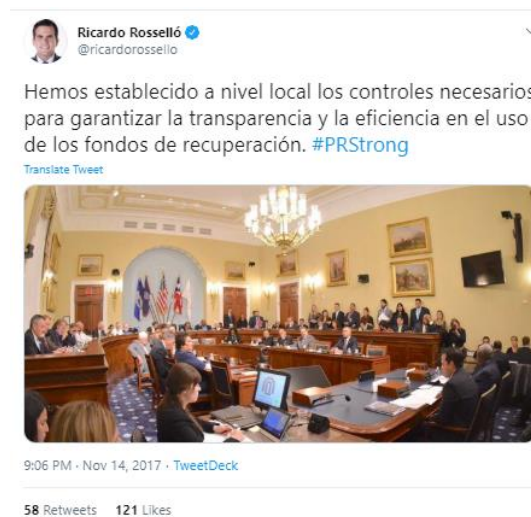 Ricardo Rosselló
@ricardorossello
Hemos establecido a nivel local los controles necesarios
para garantizar la transparencia y la eficiencia en el uso
de los fondos de recuperación. #PRStrong
Translate Tweet
9:06 PM · Nov 14, 2017 · TweetDeck
58 Retweets 121 Likes